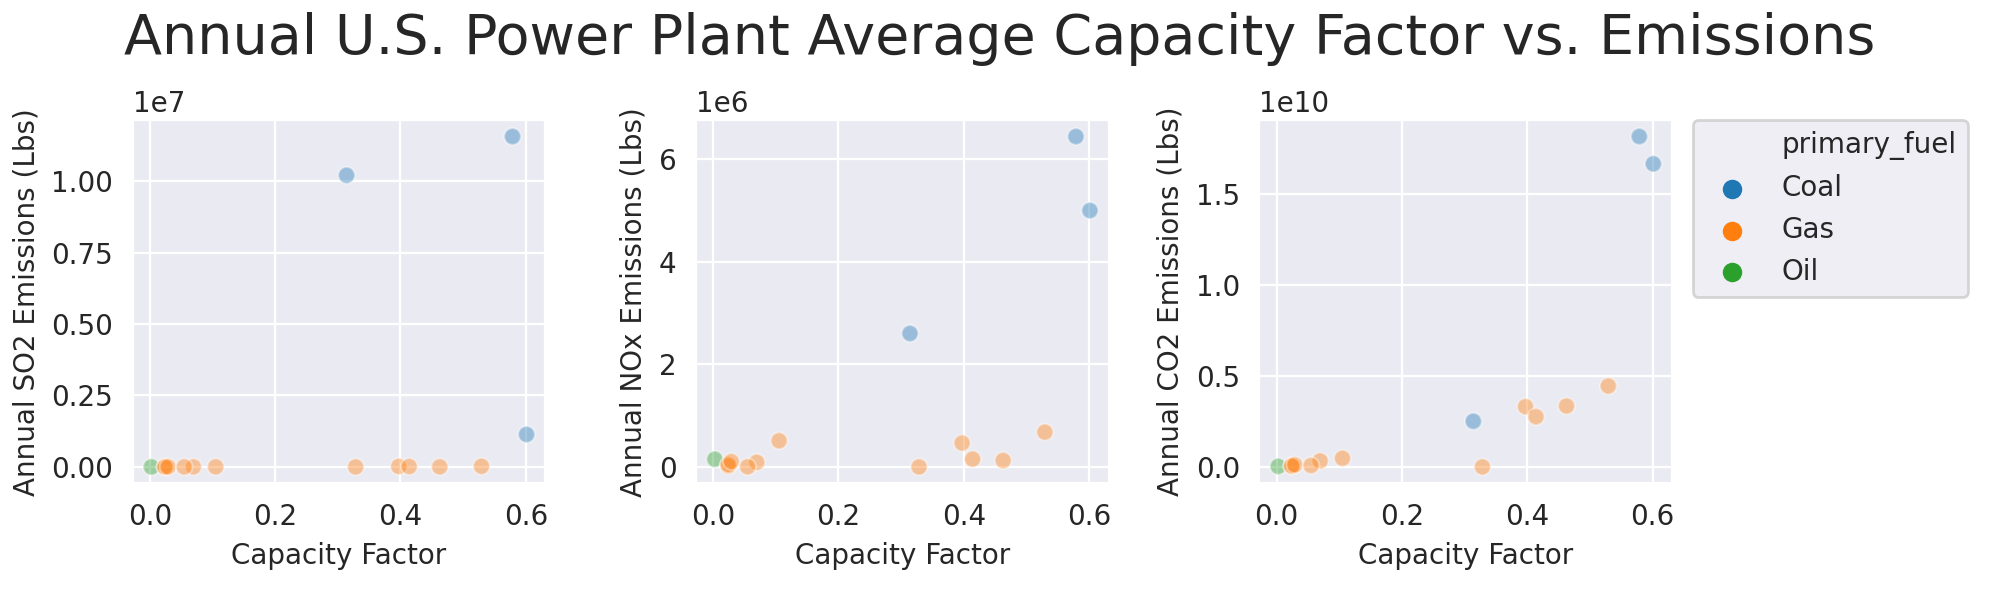 Annual U.S. Power Plant Average Capacity Factor vs. Emissions
1e7
Annual SO2 Emissions (Lbs)
1.00
0.75
0.50
0.25
0.00
0.0 0.2 0.4 0.6
Capacity Factor
1e6
Annual NOx Emissions (Lbs)
6
4
2
0
0.0 0.2 0.4 0.6
Capacity Factor
1e10
Annual CO2 Emissions (Lbs)
1.5
1.0
0.5
0.0
0.0 0.2 0.4 0.6
Capacity Factor
primary_fuel
Coal
Gas
Oil